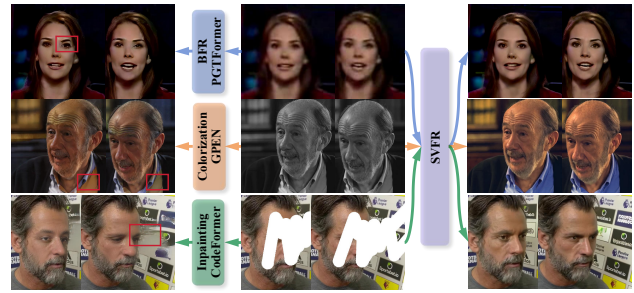 BFR
PGTFormer
Colorization
GPEN
Inpainting
CodeFormer
SVFR